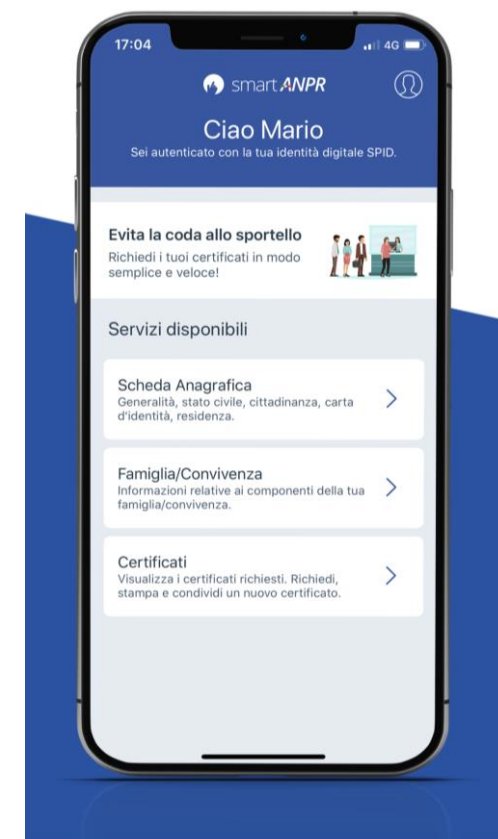 17:04
4G
smart ANPR
Ciao Mario
Sei autenticato con la tua identità digitale SPID.
Evita la coda allo sportello
Richiedi i tuoi certificati in modo
semplice e veloce!
Servizi disponibili
Scheda Anagrafica
Generalità, stato civile, cittadinanza, carta
d'identità, residenza.
Famiglia/Convivenza
Informazioni relative ai componenti della tua
famiglia/convivenza.
Certificati
Visualizza i certificati richiesti. Richiedi,
stampa e condividi un nuovo certificato.